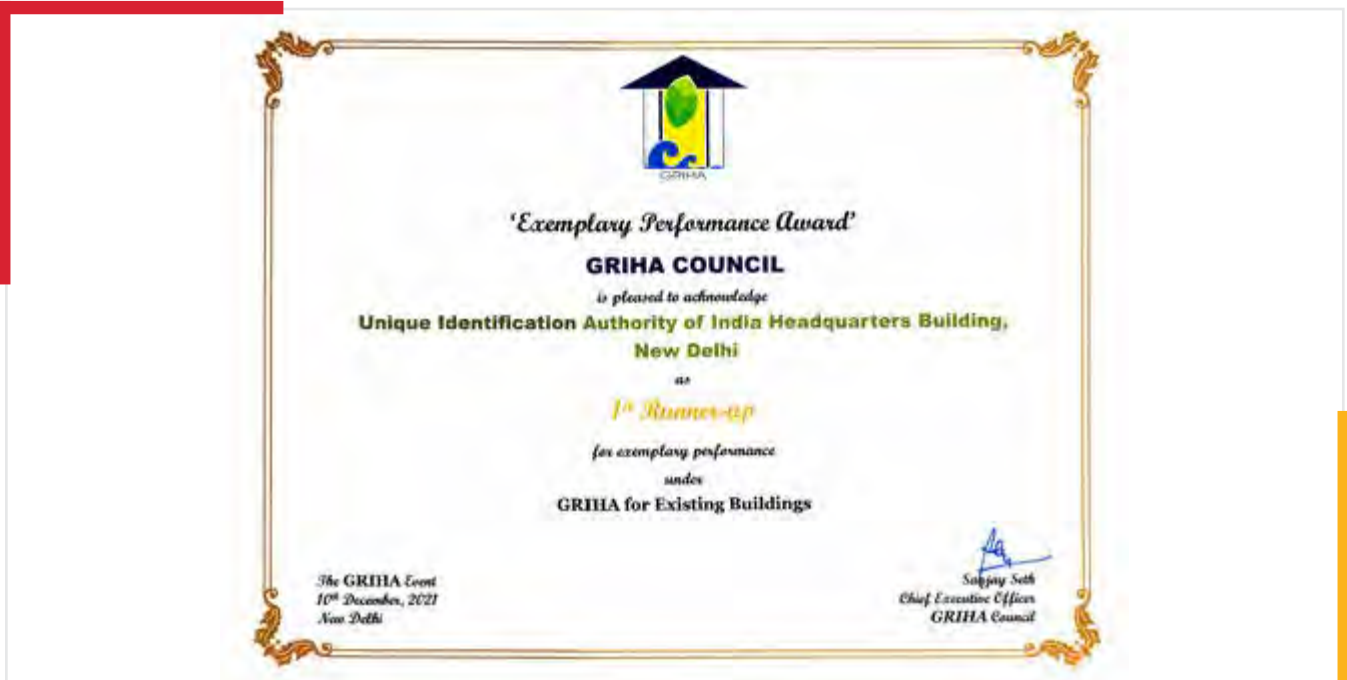 GRIHA
'Exemplary Performance Award'
GRIHA COUNCIL
is pleased to acknowledge
Unique Identification Authority of India Headquarters Building,
New Delhi
as
1st Runner-up
for exemplary performance
under
GRIHA for Existing Buildings
The GRIHA Event
10th December, 2021
New Delhi
Sanjay Seth
Chief Executive Officer
GRIHA Council